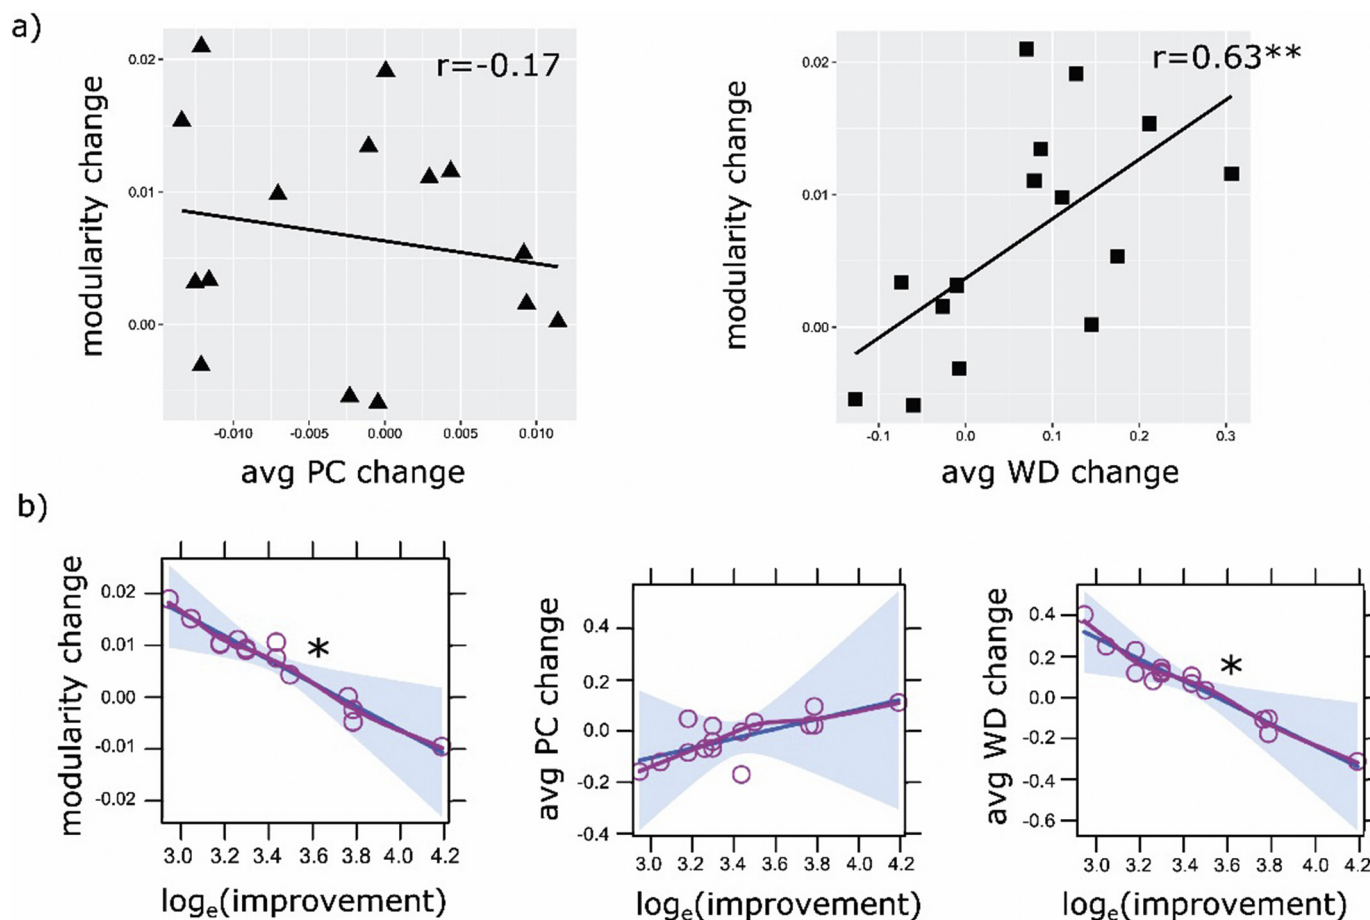 a)
r=-0.17
modularity change
0.02
0.01
0.00
-0.010
-0.005
0.000
0.005
0.010
avg PC change
r=0.63**
modularity change
0.02
0.01
0.00
-0.1
0.0
0.1
0.2
0.3
avg WD change
b)
modularity change
0.02
0.01
0.00
-0.01
-0.02
*
3.0 3.2 3.4 3.6 3.8 4.0 4.2
logₑ(improvement)
avg PC change
0.4
0.2
0.0
-0.2
-0.4
3.0 3.2 3.4 3.6 3.8 4.0 4.2
logₑ(improvement)
avg WD change
0.4
0.2
0.0
-0.2
-0.4
-0.6
*
3.0 3.2 3.4 3.6 3.8 4.0 4.2
logₑ(improvement)